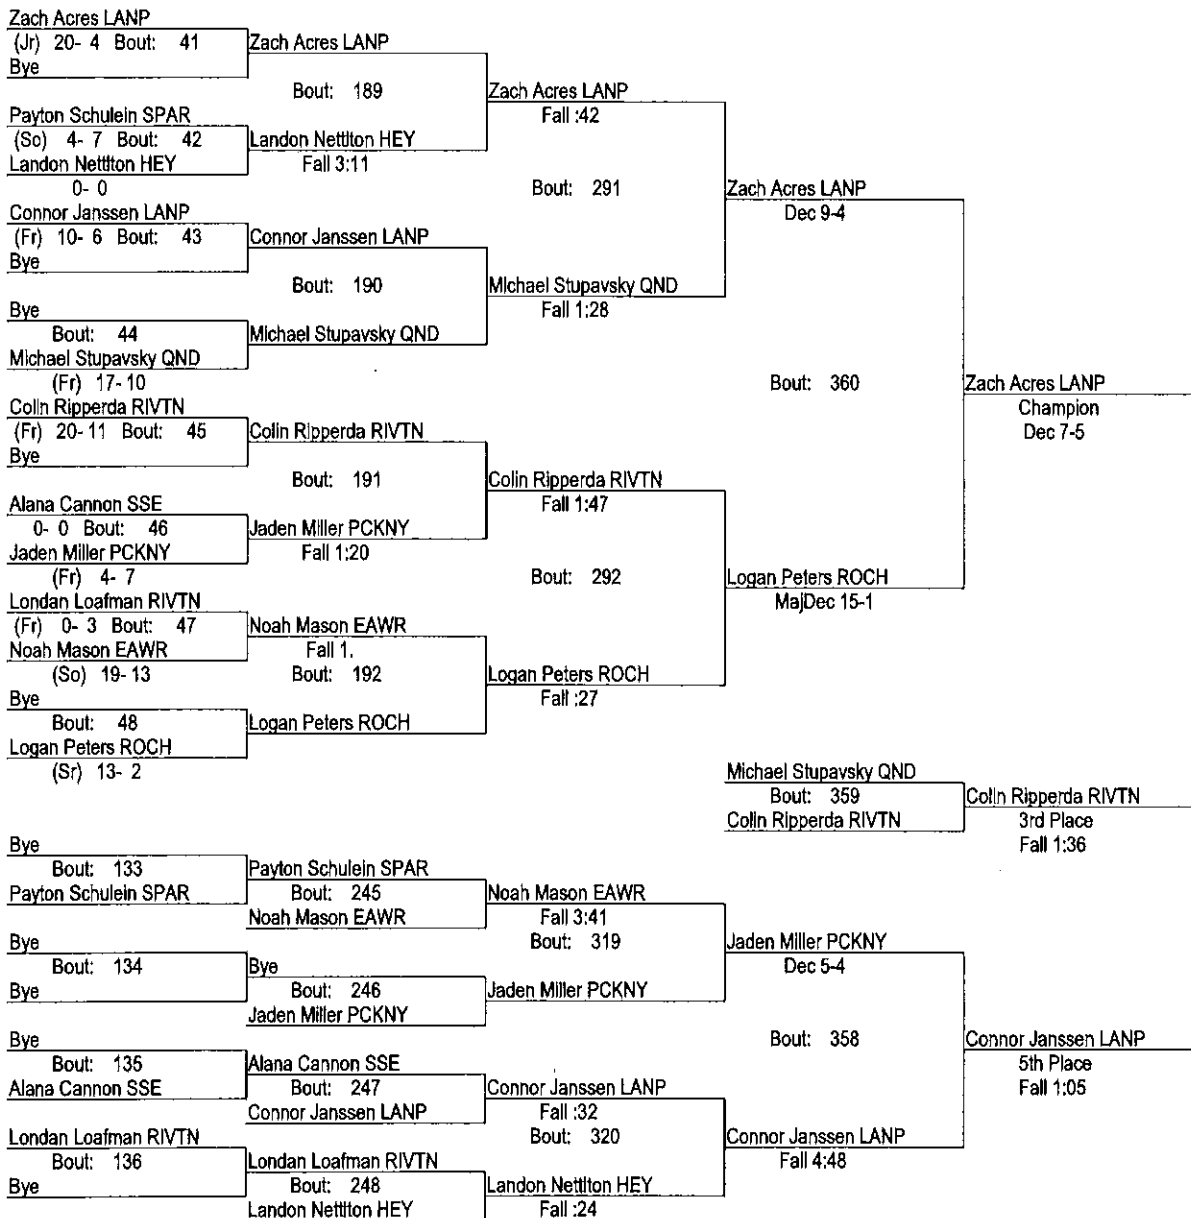 Zach Acres LANP
(Jr) 20- 4 Bout: 41
Bye
Zach Acres LANP
Bout: 189
Payton Schulein SPAR
(So) 4- 7 Bout: 42
Landon Nettlton HEY
0- 0
Landon Nettlton HEY
Fall 3:11
Zach Acres LANP
Fall :42
Bout: 291
Connor Janssen LANP
(Fr) 10- 6 Bout: 43
Bye
Connor Janssen LANP
Bout: 190
Bye
Bout: 44
Michael Stupavsky QND
(Fr) 17- 10
Michael Stupavsky QND
Michael Stupavsky QND
Fall 1:28
Zach Acres LANP
Dec 9-4
Bout: 360
Colin Ripperda RIVTN
(Fr) 20- 11 Bout: 45
Bye
Colin Ripperda RIVTN
Bout: 191
Alana Cannon SSE
0- 0 Bout: 46
Jaden Miller PCKNY
(Fr) 4- 7
Jaden Miller PCKNY
Fall 1:20
Colin Ripperda RIVTN
Fall 1:47
Bout: 292
Londan Loafman RIVTN
(Fr) 0- 3 Bout: 47
Noah Mason EAWR
(So) 19- 13
Noah Mason EAWR
Fall 1.
Bout: 192
Bye
Bout: 48
Logan Peters ROCH
(Sr) 13- 2
Logan Peters ROCH
Logan Peters ROCH
Fall :27
Logan Peters ROCH
MajDec 15-1
Zach Acres LANP
Champion
Dec 7-5
Michael Stupavsky QND
Bout: 359
Colin Ripperda RIVTN
Colin Ripperda RIVTN
3rd Place
Fall 1:36
Bye
Bout: 133
Payton Schulein SPAR
Payton Schulein SPAR
Bout: 245
Noah Mason EAWR
Noah Mason EAWR
Fall 3:41
Bout: 319
Bye
Bout: 134
Bye
Bye
Bout: 246
Jaden Miller PCKNY
Jaden Miller PCKNY
Jaden Miller PCKNY
Dec 5-4
Bout: 358
Bye
Bout: 135
Alana Cannon SSE
Alana Cannon SSE
Bout: 247
Connor Janssen LANP
Connor Janssen LANP
Fall :32
Bout: 320
Londan Loafman RIVTN
Bout: 136
Bye
Londan Loafman RIVTN
Bout: 248
Landon Nettlton HEY
Landon Nettlton HEY
Fall :24
Connor Janssen LANP
Fall 4:48
Connor Janssen LANP
5th Place
Fall 1:05